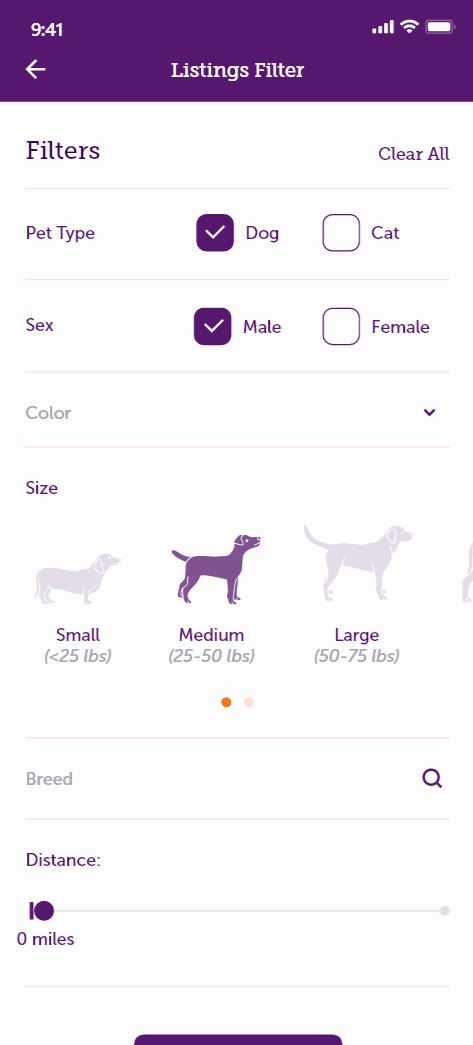 9:41
Listings Filter
Filters
Clear All
Pet Type
Dog
Cat
Sex
Male
Female
Color
Size
Small
Medium
Large
(<25 lbs)
(25-50 lbs)
(50-75 lbs)
Breed
Distance:
0 miles